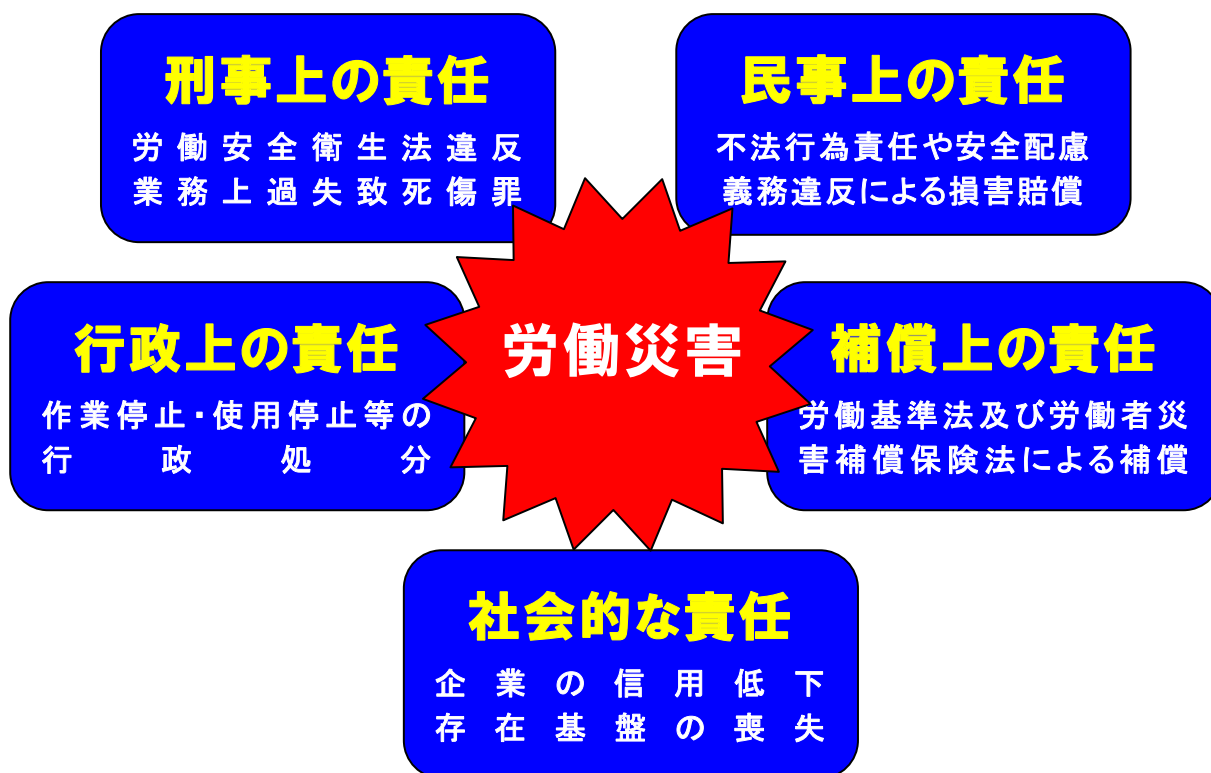 刑事上の責任
労働安全衛生法違反
業務上過失致死傷罪
民事上の責任
不法行為責任や安全配慮
義務違反による損害賠償
行政上の責任
作業停止・使用停止等の
行政処分
労働災害
補償上の責任
労働基準法及び労働者災
害補償保険法による補償
社会的な責任
企業の信用低下
存在基盤の喪失